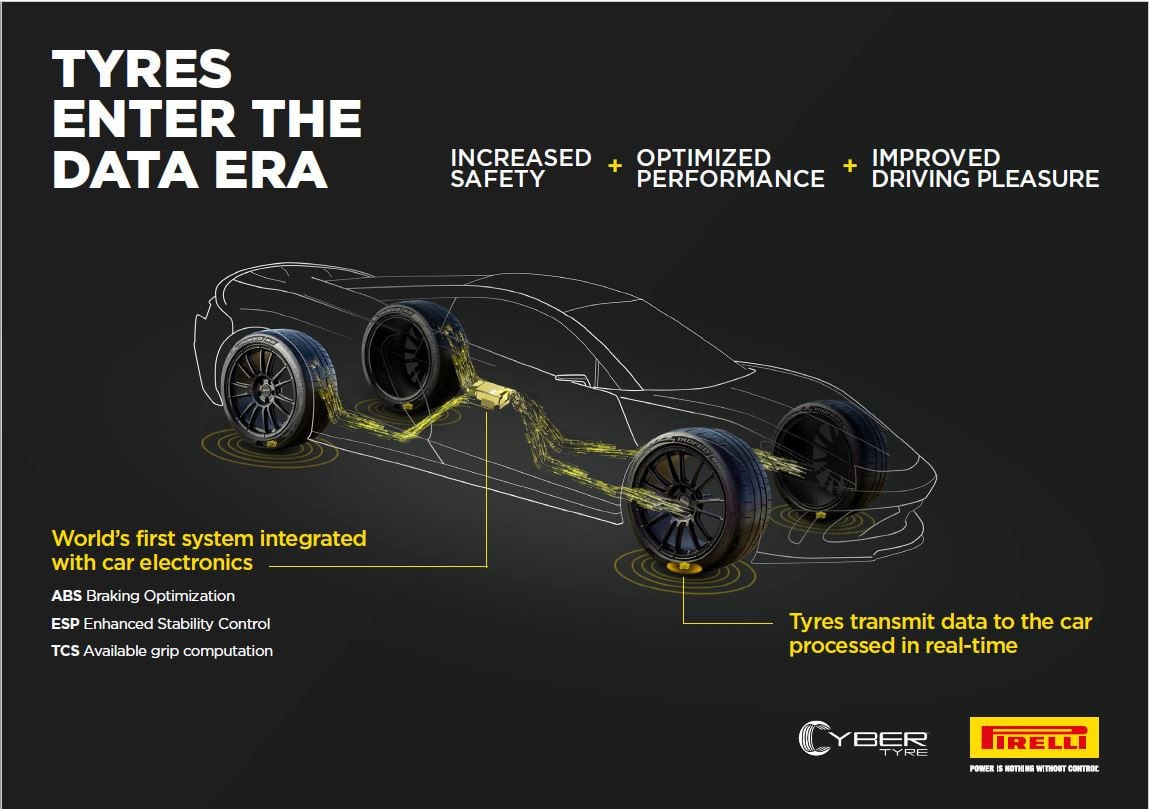 TYRES
ENTER THE
DATA ERA
INCREASED
SAFETY
+
OPTIMIZED
PERFORMANCE
+
IMPROVED
DRIVING PLEASURE
World's first system integrated
with car electronics
ABS Braking Optimization
ESP Enhanced Stability Control
TCS Available grip computation
Tyres transmit data to the car
processed in real-time
CYBER
TYRE
PIRELLI
POWER IS NOTHING WITHOUT CONTROL